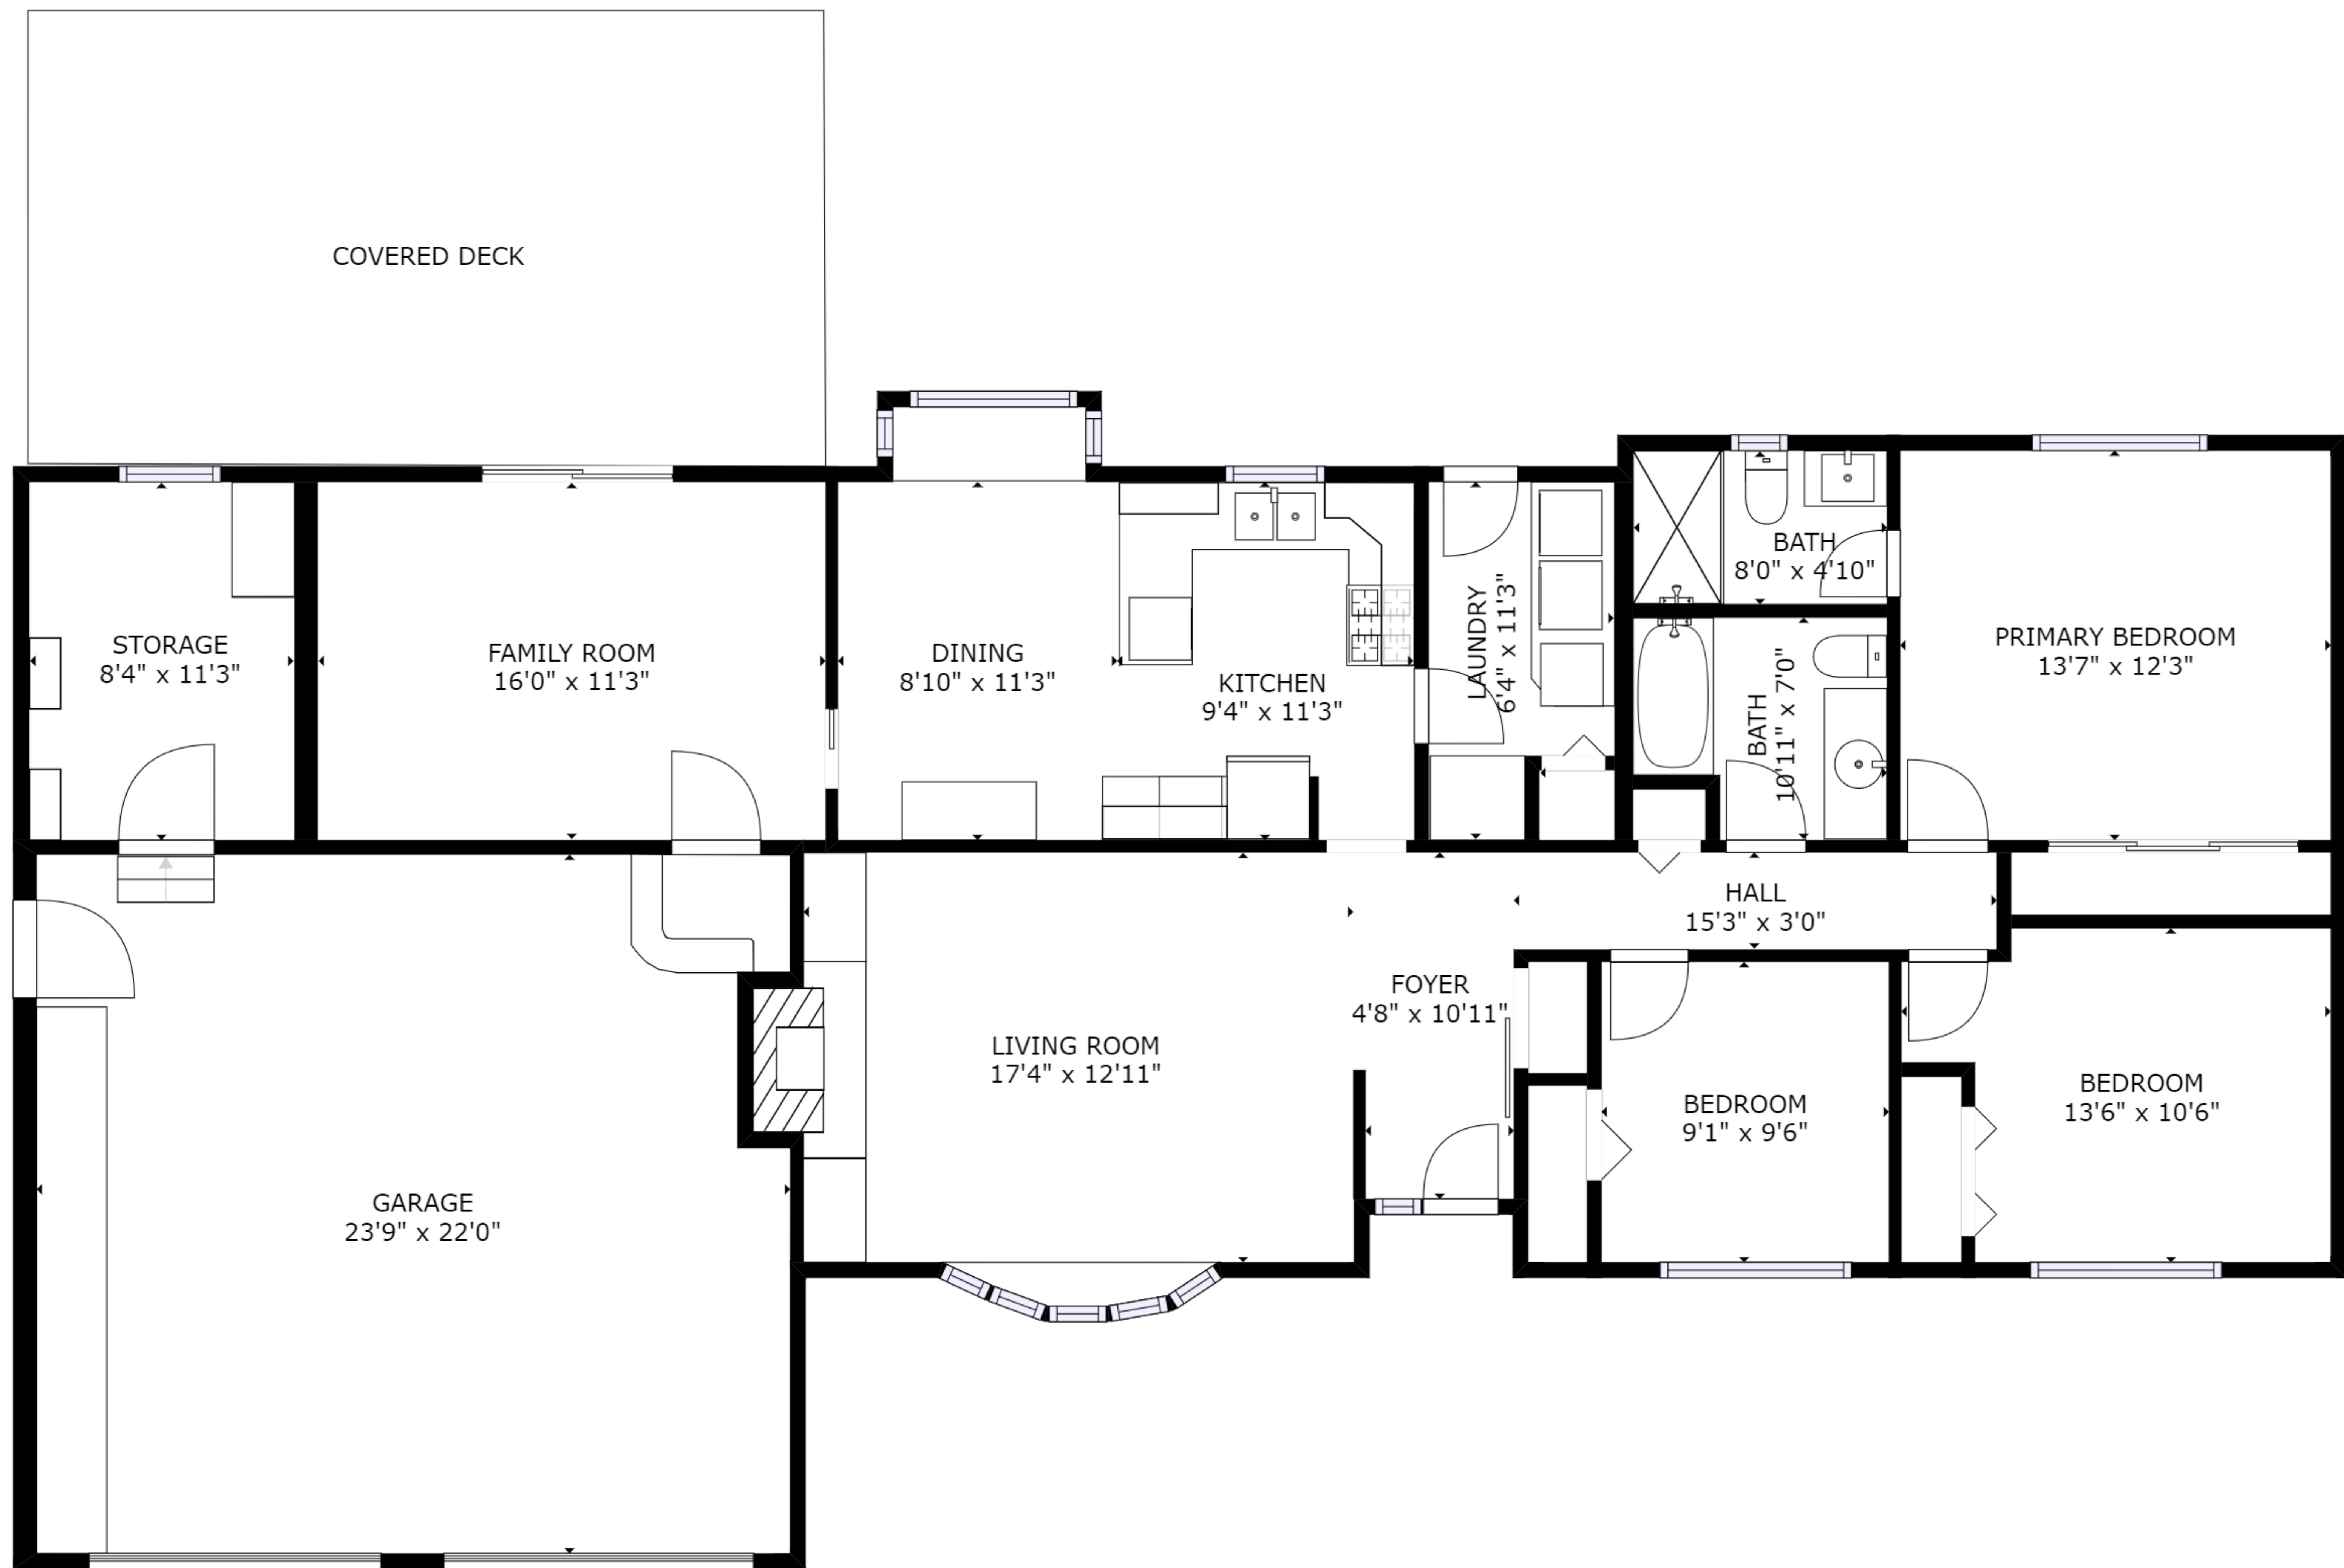 COVERED DECK
STORAGE
8'4" x 11'3"
FAMILY ROOM
16'0" x 11'3"
DINING
8'10" x 11'3"
KITCHEN
9'4" x 11'3"
LAUNDRY
6'4" x 11'3"
BATH
8'0" x 4'10"
BATH
10'11" x 7'0"
PRIMARY BEDROOM
13'7" x 12'3"
HALL
15'3" x 3'0"
FOYER
4'8" x 10'11"
LIVING ROOM
17'4" x 12'11"
BEDROOM
9'1" x 9'6"
BEDROOM
13'6" x 10'6"
GARAGE
23'9" x 22'0"